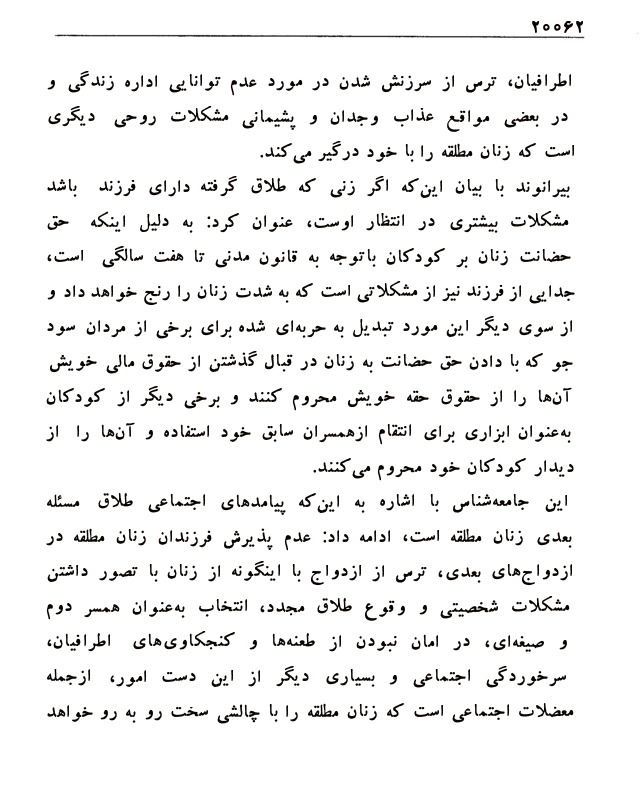 ۲۰۰۶۲
اطرافیان، ترس از سرزنش شدن در مورد عدم توانایی اداره زندگی و
در بعضی مواقع عذاب وجدان و پشیمانی مشکلات روحی دیگری
است که زنان مطلقه را با خود درگیر می‌کند.
بیرانوند با بیان این‌که اگر زنی که طلاق گرفته دارای فرزند باشد
مشکلات بیشتری در انتظار اوست، عنوان کرد: به دلیل اینکه حق
حضانت زنان بر کودکان باتوجه به قانون مدنی تا هفت سالگی است،
جدایی از فرزند نیز از مشکلاتی است که به شدت زنان را رنج خواهد داد و
از سوی دیگر این مورد تبدیل به حربه‌ای شده برای برخی از مردان سود
جو که با دادن حق حضانت به زنان در قبال گذشتن از حقوق مالی خویش
آن‌ها را از حقوق حقه خویش محروم کنند و برخی دیگر از کودکان
به‌عنوان ابزاری برای انتقام ازهمسران سابق خود استفاده و آن‌ها را از
دیدار کودکان خود محروم می‌کنند.
این جامعه‌شناس با اشاره به این‌که پیامدهای اجتماعی طلاق مسئله
بعدی زنان مطلقه است، ادامه داد: عدم پذیرش فرزندان زنان مطلقه در
ازدواج‌های بعدی، ترس از ازدواج با اینگونه از زنان با تصور داشتن
مشکلات شخصیتی و وقوع طلاق مجدد، انتخاب به‌عنوان همسر دوم
و صیغه‌ای، در امان نبودن از طعنه‌ها و کنجکاوی‌های اطرافیان،
سرخوردگی اجتماعی و بسیاری دیگر از این دست امور، ازجمله
معضلات اجتماعی است که زنان مطلقه را با چالشی سخت رو به رو خواهد